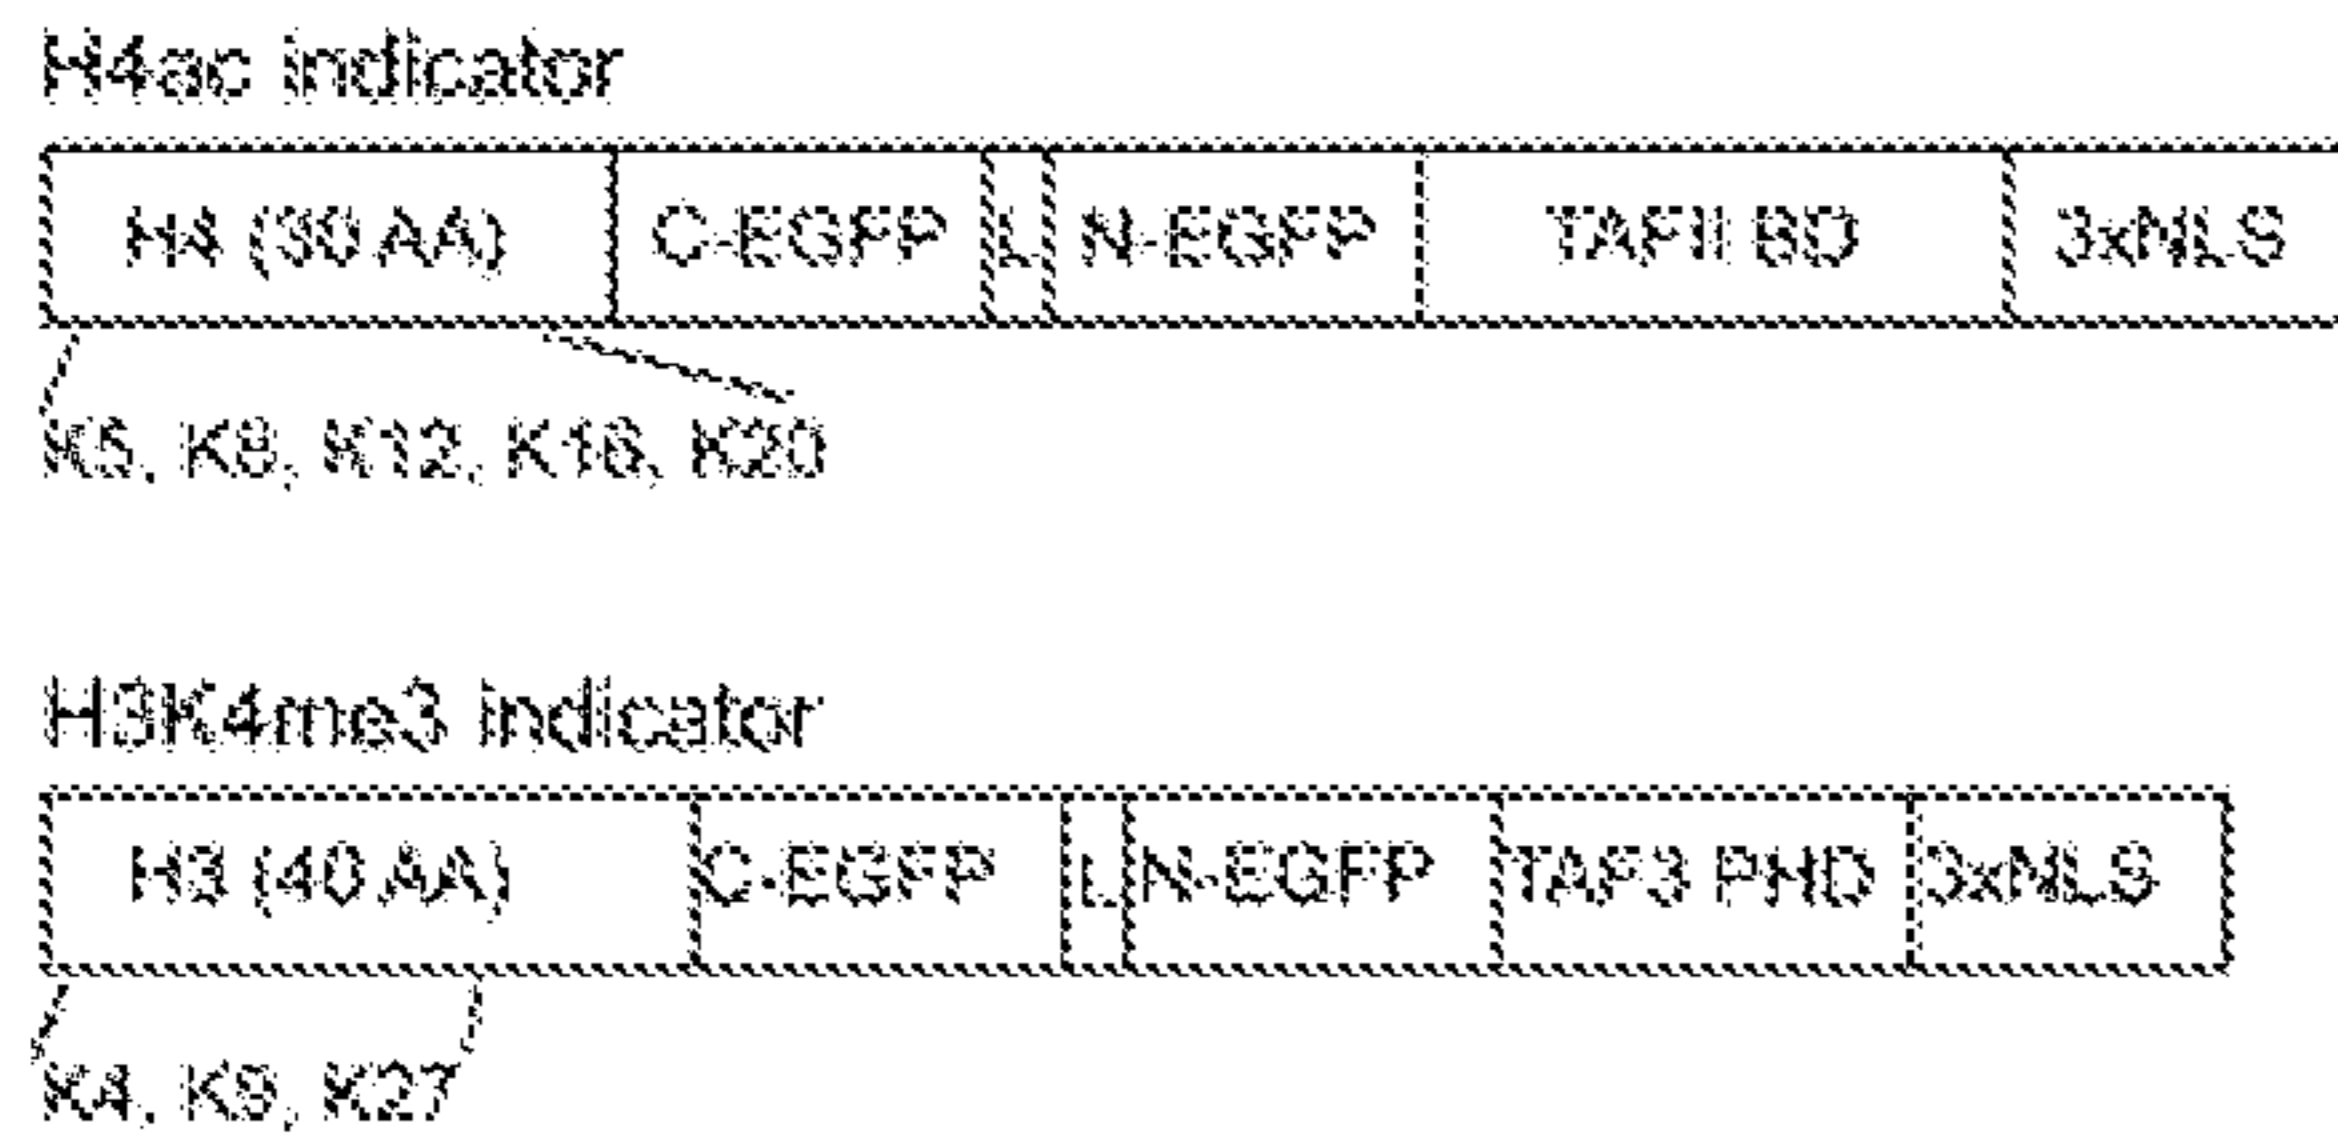 H4ac indicator
H4 (30 AA) C-EGFP L N-EGFP TAFII BD 3xNLS
K5, K8, K12, K16, K20
H3K4me3 indicator
H3 (40 AA) C-EGFP L N-EGFP TAF3 PHD 3xNLS
K4, K9, K27